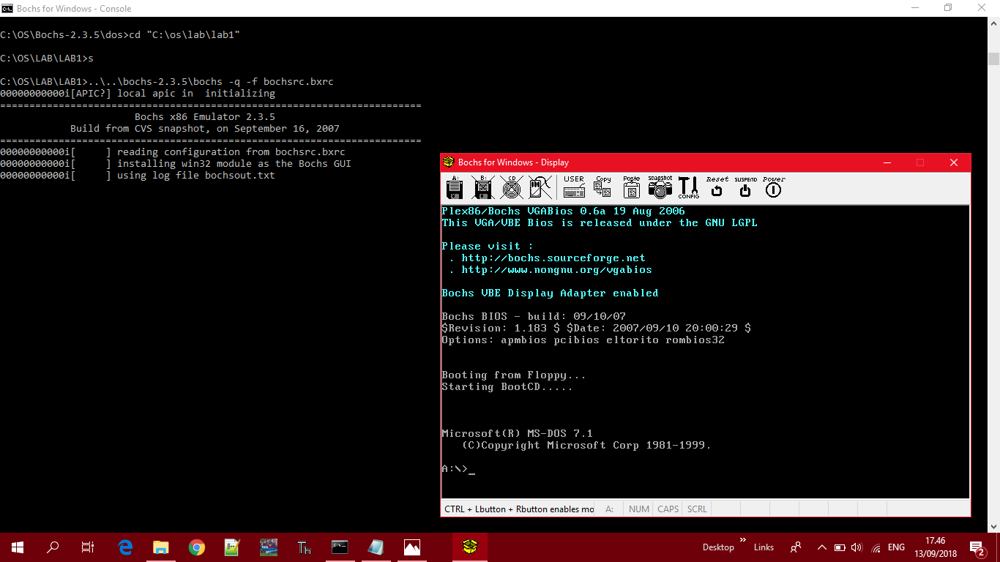 Bochs for Windows - Console
C:\OS\Bochs-2.3.5\dos>cd "C:\os\lab\lab1"
C:\OS\LAB\LAB1>s
C:\OS\LAB\LAB1>..\..\bochs-2.3.5\bochs -q -f bochsrc.bxrc
00000000000i[APIC?] local apic in  initializing
========================================================================
Bochs x86 Emulator 2.3.5
Build from CVS snapshot, on September 16, 2007
========================================================================
00000000000i[     ] reading configuration from bochsrc.bxrc
00000000000i[     ] installing win32 module as the Bochs GUI
00000000000i[     ] using log file bochsout.txt
Bochs for Windows - Display
A: B: CD USER Copy Paste snapshot CONFIG Reset SUSPEND Power
Plex86/Bochs VGABios 0.6a 19 Aug 2006
This VGA/VBE Bios is released under the GNU LGPL
Please visit :
. http://bochs.sourceforge.net
. http://www.nongnu.org/vgabios
Bochs VBE Display Adapter enabled
Bochs BIOS - build: 09/10/07
$Revision: 1.183 $ $Date: 2007/09/10 20:00:29 $
Options: apmbios pcibios eltorito rombios32
Booting from Floppy...
Starting BootCD.....
Microsoft(R) MS-DOS 7.1
(C)Copyright Microsoft Corp 1981-1999.
A:\>_
CTRL + Lbutton + Rbutton enables mo A: NUM CAPS SCRL
Desktop » Links ENG 17.46
13/09/2018 2